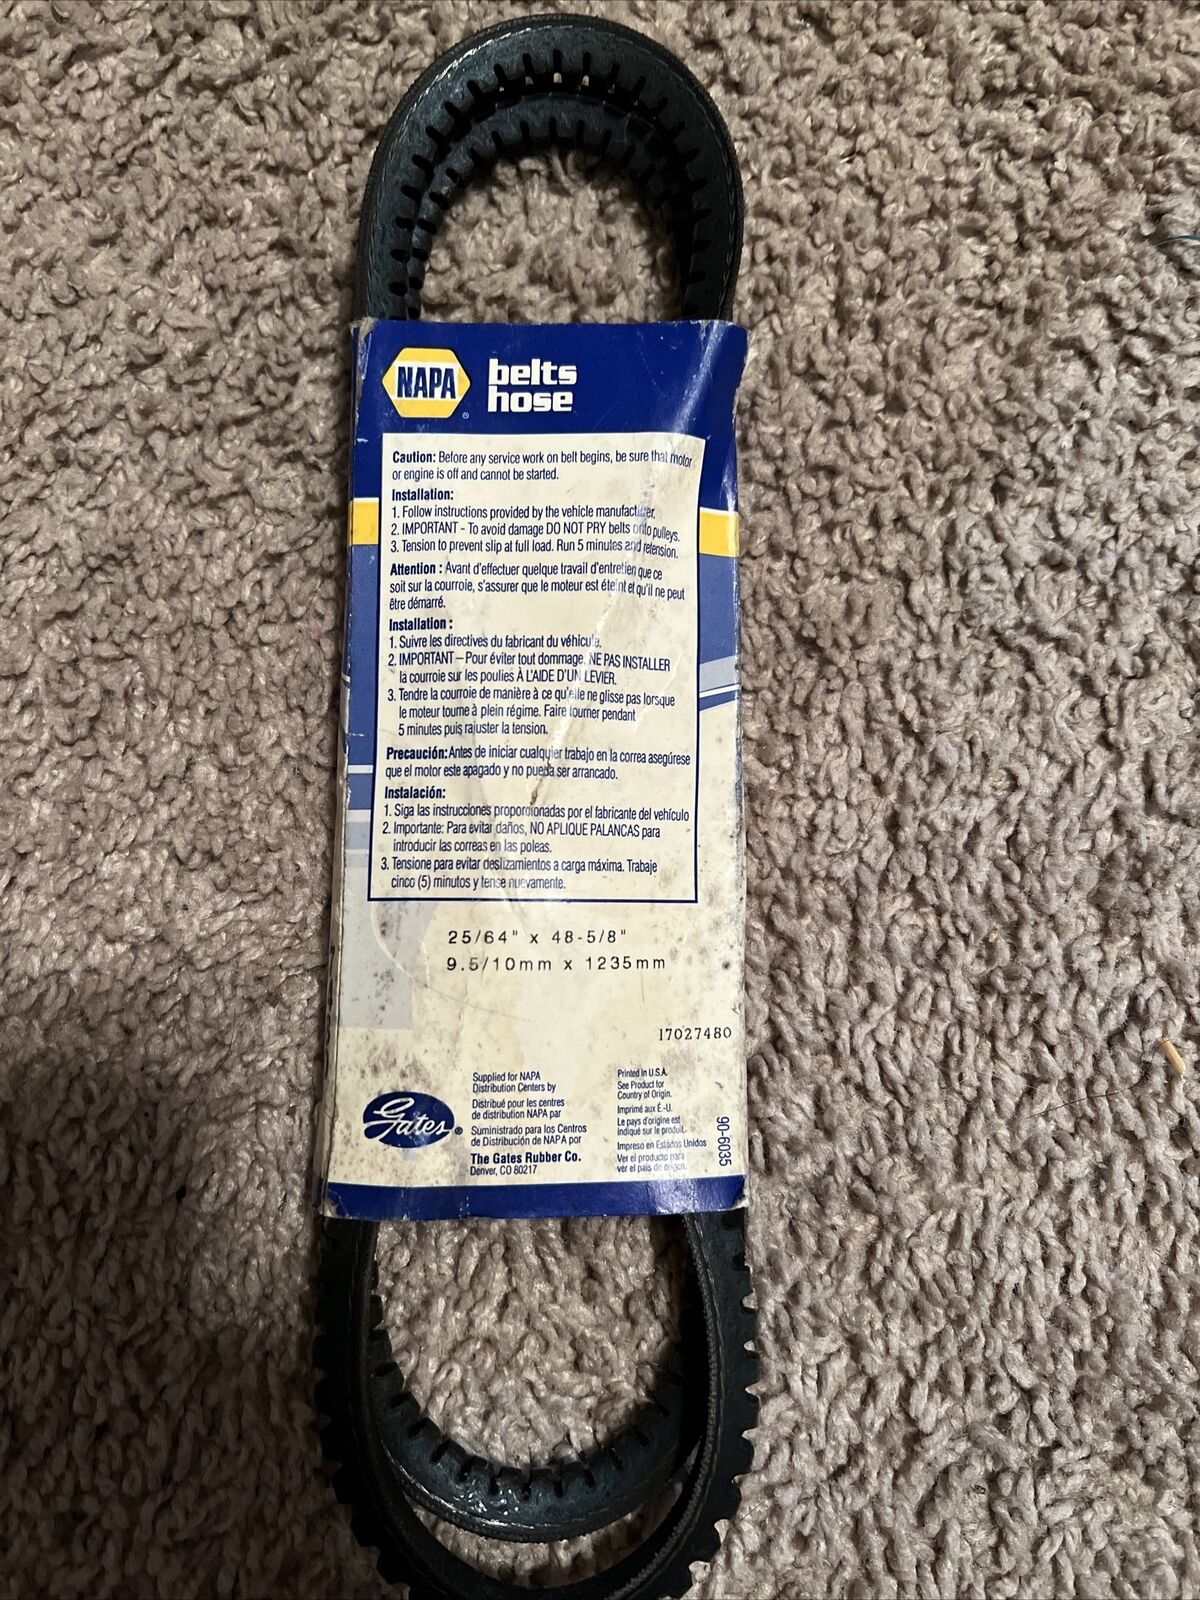 NAPA
belts
hose
Caution: Before any service work on belt begins, be sure that motor
or engine is off and cannot be started.
Installation:
1. Follow instructions provided by the vehicle manufacturer.
2. IMPORTANT - To avoid damage DO NOT PRY belts onto pulleys.
3. Tension to prevent slip at full load. Run 5 minutes and retension.
Attention : Avant d'effectuer quelque travail d'entretien que ce
soit sur la courroie, s'assurer que le moteur est éteint et qu'il ne peut
être démarré.
Installation :
1. Suivre les directives du fabricant du véhicule.
2. IMPORTANT – Pour éviter tout dommage, NE PAS INSTALLER
la courroie sur les poulies À L'AIDE D'UN LEVIER.
3. Tendre la courroie de manière à ce qu'elle ne glisse pas lorsque
le moteur tourne à plein régime. Faire tourner pendant
5 minutes puis rajuster la tension.
Precaución: Antes de iniciar cualquier trabajo en la correa asegúrese
que el motor este apagado y no pueda ser arrancado.
Instalación:
1. Siga las instrucciones proporcionadas por el fabricante del vehículo
2. Importante: Para evitar daños, NO APLIQUE PALANCAS para
introducir las correas en las poleas.
3. Tensione para evitar deslizamientos a carga máxima. Trabaje
cinco (5) minutos y tense nuevamente.
25/64" x 48-5/8"
9.5/10mm x 1235mm
17027480
Gates®
Supplied for NAPA
Distribution Centers by
Distribué pour les centres
de distribution NAPA par
Suministrado para los Centros
de Distribución de NAPA por
The Gates Rubber Co.
Denver, CO 80217
Printed in U.S.A.
See Product for
Country of Origin.
Imprimé aux É.-U.
Le pays d'origine est
indiqué sur le produit.
Impreso en Estados Unidos
Ver el producto para
ver el pais de origen.
90-6035